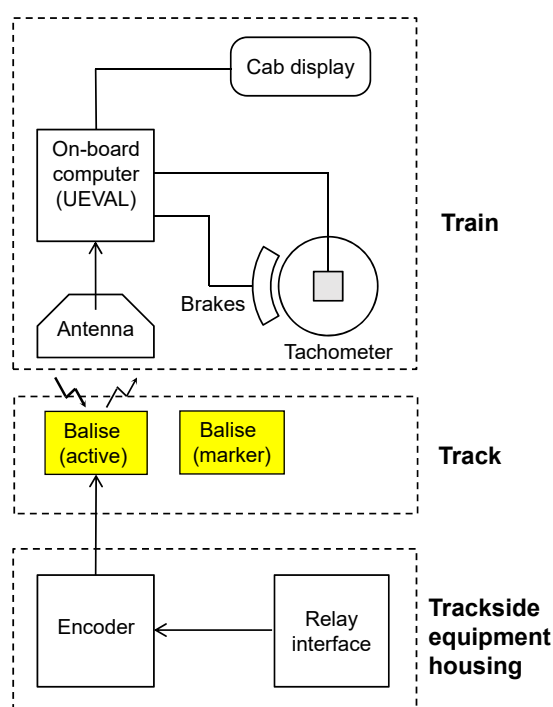 Cab display
On-board
computer
(UEVAL)
Train
Brakes
Antenna
Tachometer
Balise
(active)
Balise
(marker)
Track
Encoder
Relay
interface
Trackside
equipment
housing